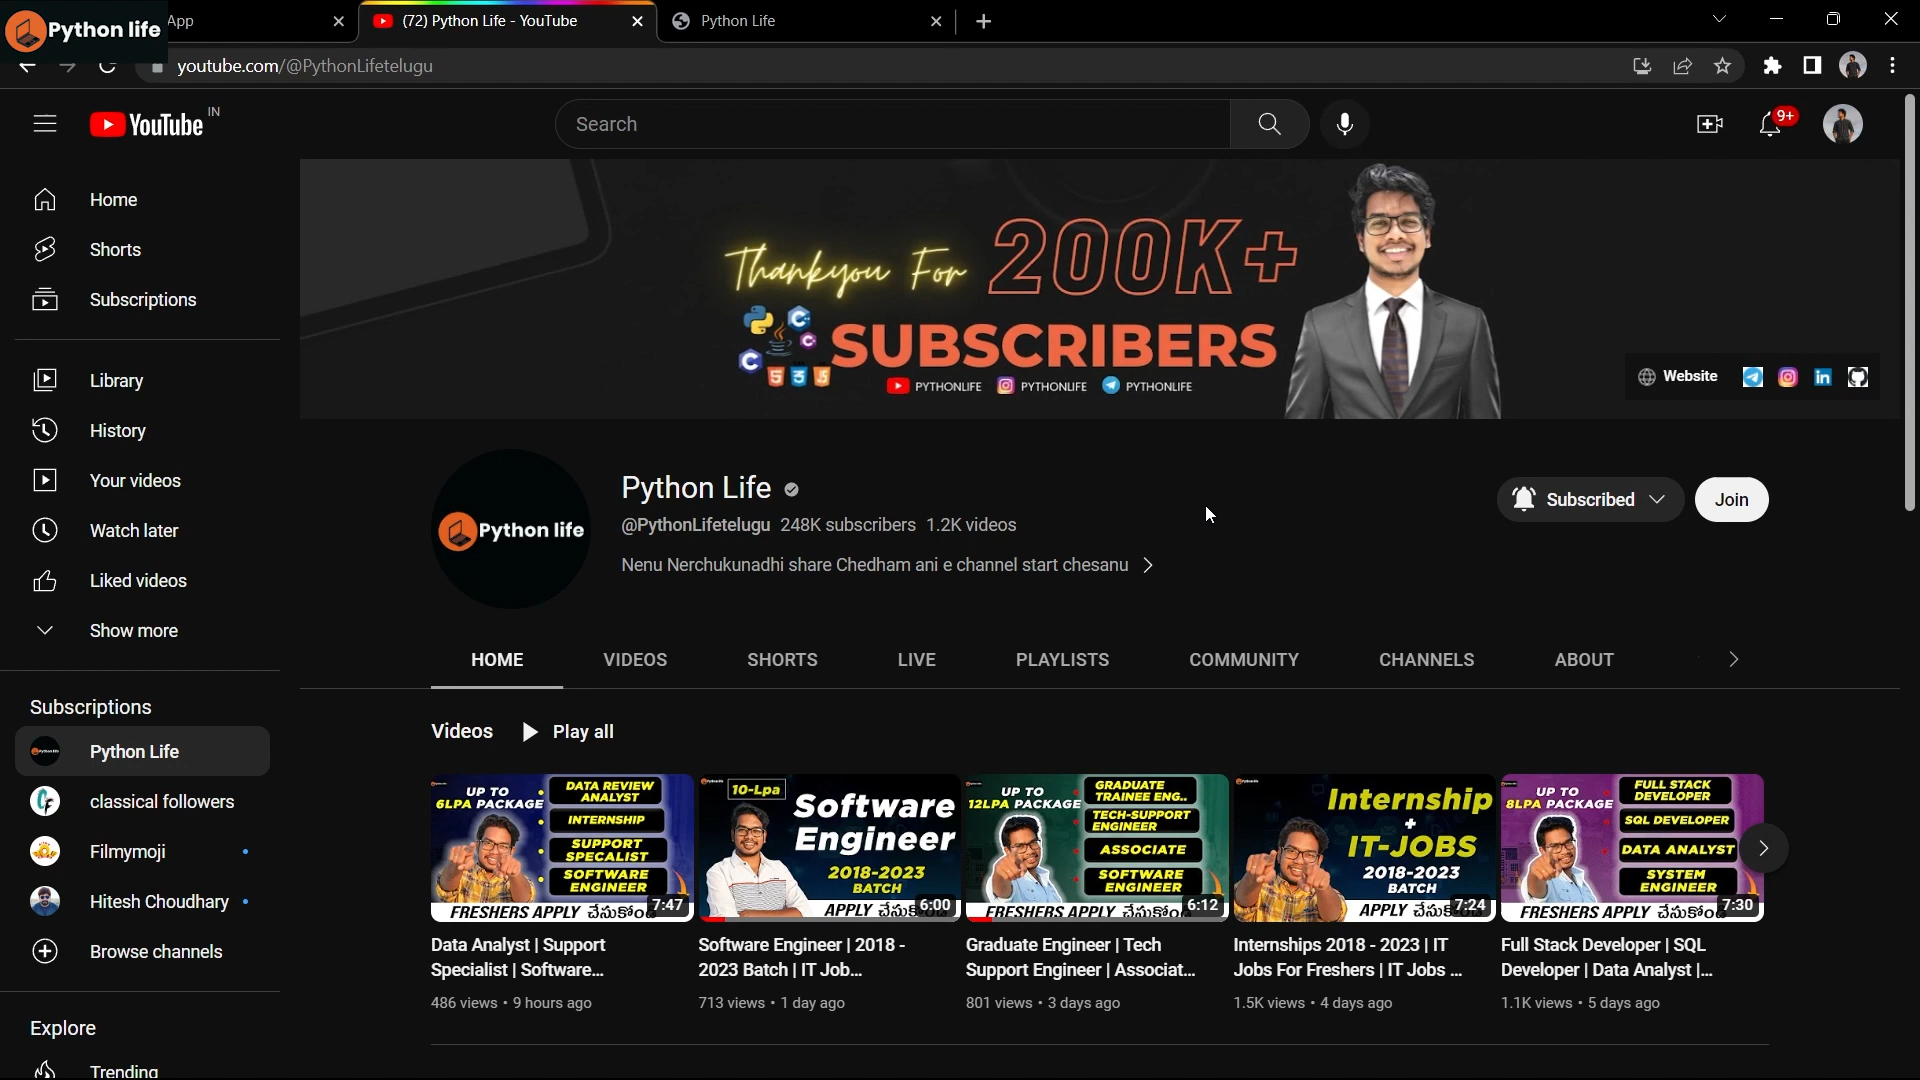 Python life
App
(72) Python Life - YouTube
Python Life
youtube.com/@PythonLifetelugu
YouTube IN
Search
9+
Home
Shorts
Subscriptions
Library
History
Your videos
Watch later
Liked videos
Show more
Subscriptions
Python Life
classical followers
Filmymoji
Hitesh Choudhary
Browse channels
Explore
Trending
Thankyou For 200K+
SUBSCRIBERS
PYTHONLIFE PYTHONLIFE PYTHONLIFE
Website
Python life
Python Life
@PythonLifetelugu 248K subscribers 1.2K videos
Nenu Nerchukunadhi share Chedham ani e channel start chesanu
Subscribed
Join
HOME VIDEOS SHORTS LIVE PLAYLISTS COMMUNITY CHANNELS ABOUT
Videos Play all
UP TO
6LPA PACKAGE
DATA REVIEW
ANALYST
INTERNSHIP
SUPPORT
SPECALIST
SOFTWARE
ENGINEER
FRESHERS APPLY
7:47
Data Analyst | Support
Specialist | Software...
486 views • 9 hours ago
10-Lpa
Software
Engineer
2018-2023
BATCH
APPLY
6:00
Software Engineer | 2018 -
2023 Batch | IT Job...
713 views • 1 day ago
UP TO
12LPA PACKAGE
GRADUATE
TRAINEE ENG..
TECH-SUPPORT
ENGINEER
ASSOCIATE
SOFTWARE
ENGINEER
FRESHERS APPLY
6:12
Graduate Engineer | Tech
Support Engineer | Associat...
801 views • 3 days ago
Internship
+
IT-JOBS
2018-2023
BATCH
APPLY
7:24
Internships 2018 - 2023 | IT
Jobs For Freshers | IT Jobs ...
1.5K views • 4 days ago
UP TO
8LPA PACKAGE
FULL STACK
DEVELOPER
SQL DEVELOPER
DATA ANALYST
SYSTEM
ENGINEER
FRESHERS APPLY
7:30
Full Stack Developer | SQL
Developer | Data Analyst |...
1.1K views • 5 days ago